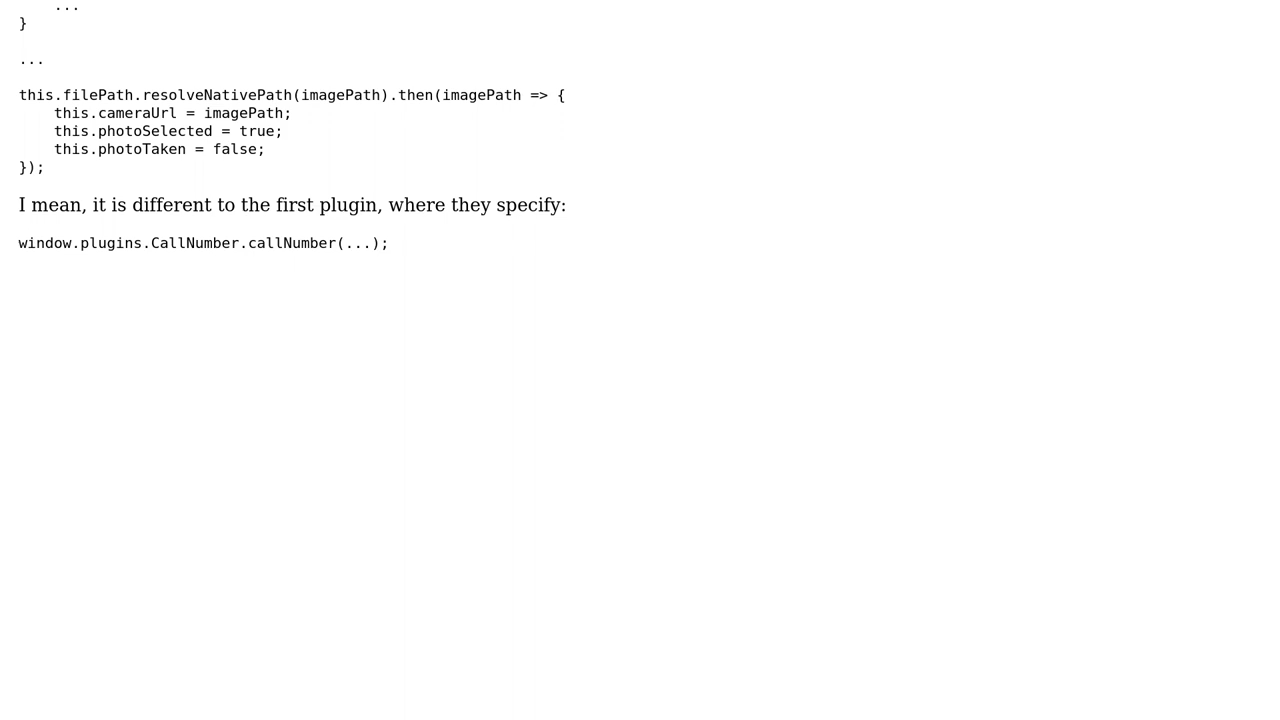 ...
}
...
this.filePath.resolveNativePath(imagePath).then(imagePath => {
    this.cameraUrl = imagePath;
    this.photoSelected = true;
    this.photoTaken = false;
});
I mean, it is different to the first plugin, where they specify:
window.plugins.CallNumber.callNumber(...);